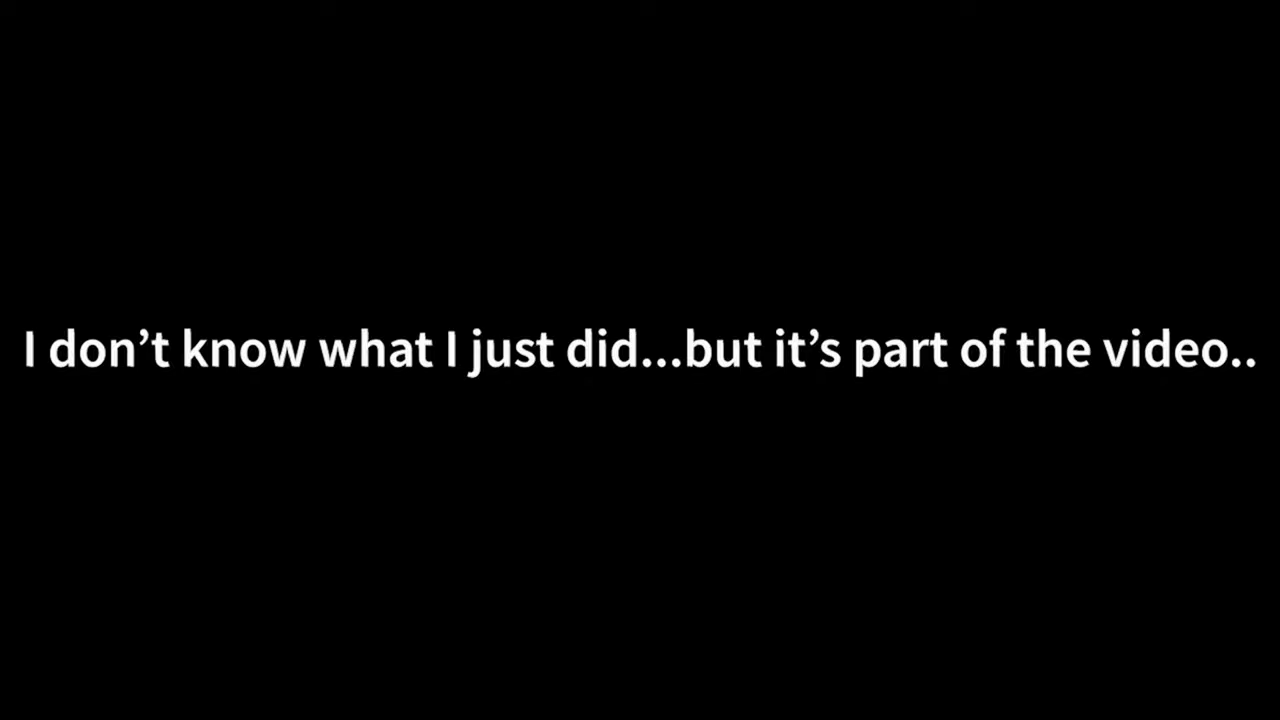 I don’t know what I just did...but it’s part of the video..